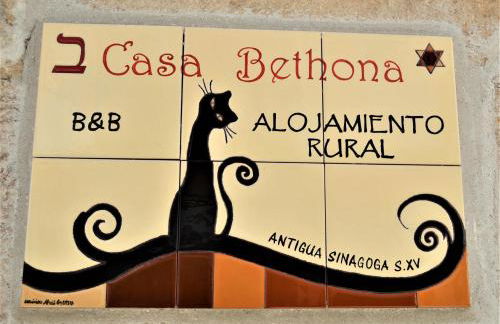 ב Casa Bethona
B&B
ALOJAMIENTO
RURAL
ANTIGUA SINAGOGA S.XV